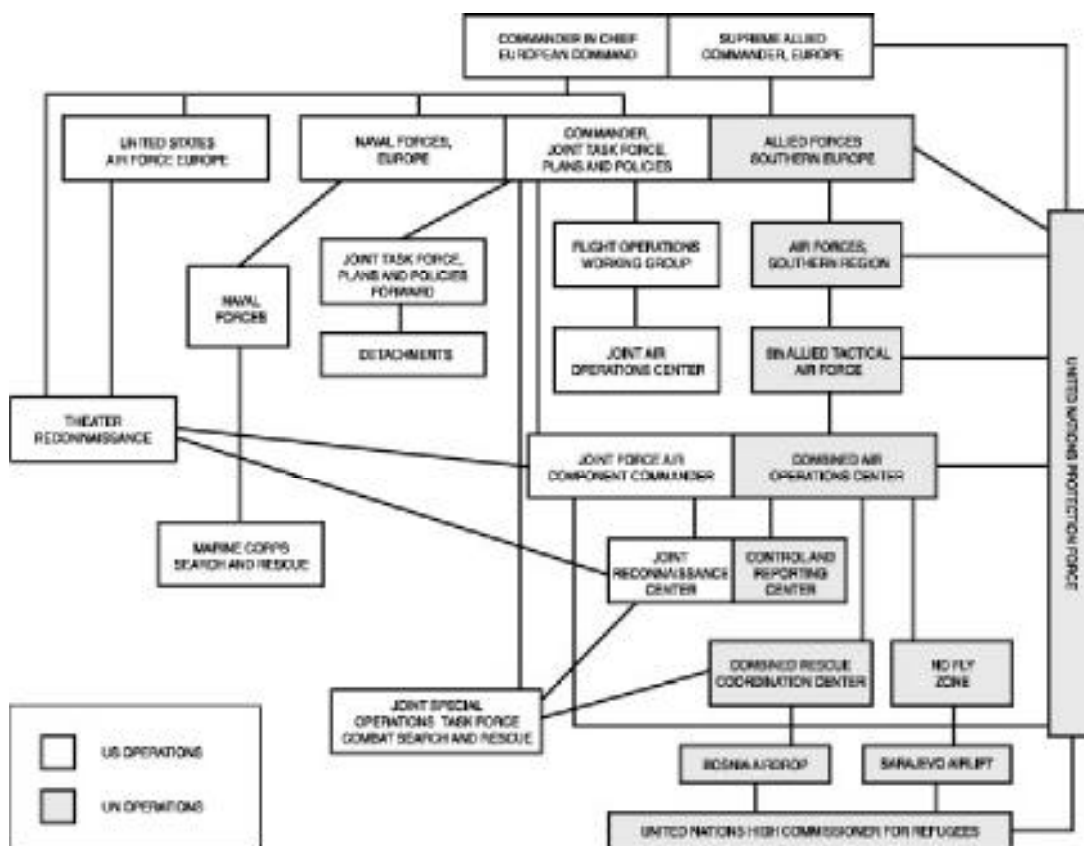 COMMANDER IN CHIEF
EUROPEAN COMMAND
SUPREME ALLIED
COMMANDER, EUROPE
UNITED STATES
AIR FORCE EUROPE
NAVAL FORCES,
EUROPE
COMMANDER,
JOINT TASK FORCE,
PLANS AND POLICIES
ALLIED FORCES
SOUTHERN EUROPE
JOINT TASK FORCE,
PLANS AND POLICIES
FORWARD
FLIGHT OPERATIONS
WORKING GROUP
AIR FORCES,
SOUTHERN REGION
NAVAL
FORCES
DETACHMENTS
JOINT AIR
OPERATIONS CENTER
5th ALLIED TACTICAL
AIR FORCE
THEATER
RECONNAISSANCE
JOINT FORCE AIR
COMPONENT COMMANDER
COMBINED AIR
OPERATIONS CENTER
UNITED NATIONS PROTECTION FORCE
MARINE CORPS
SEARCH AND RESCUE
JOINT
RECONNAISSANCE
CENTER
CONTROL AND
REPORTING
CENTER
COMBINED RESCUE
COORDINATION CENTER
NO FLY
ZONE
JOINT SPECIAL
OPERATIONS TASK FORCE
COMBAT SEARCH AND RESCUE
BOSNIA AIRDROP
SARAJEVO AIRLIFT
UNITED NATIONS HIGH COMMISSIONER FOR REFUGEES
US OPERATIONS
UN OPERATIONS